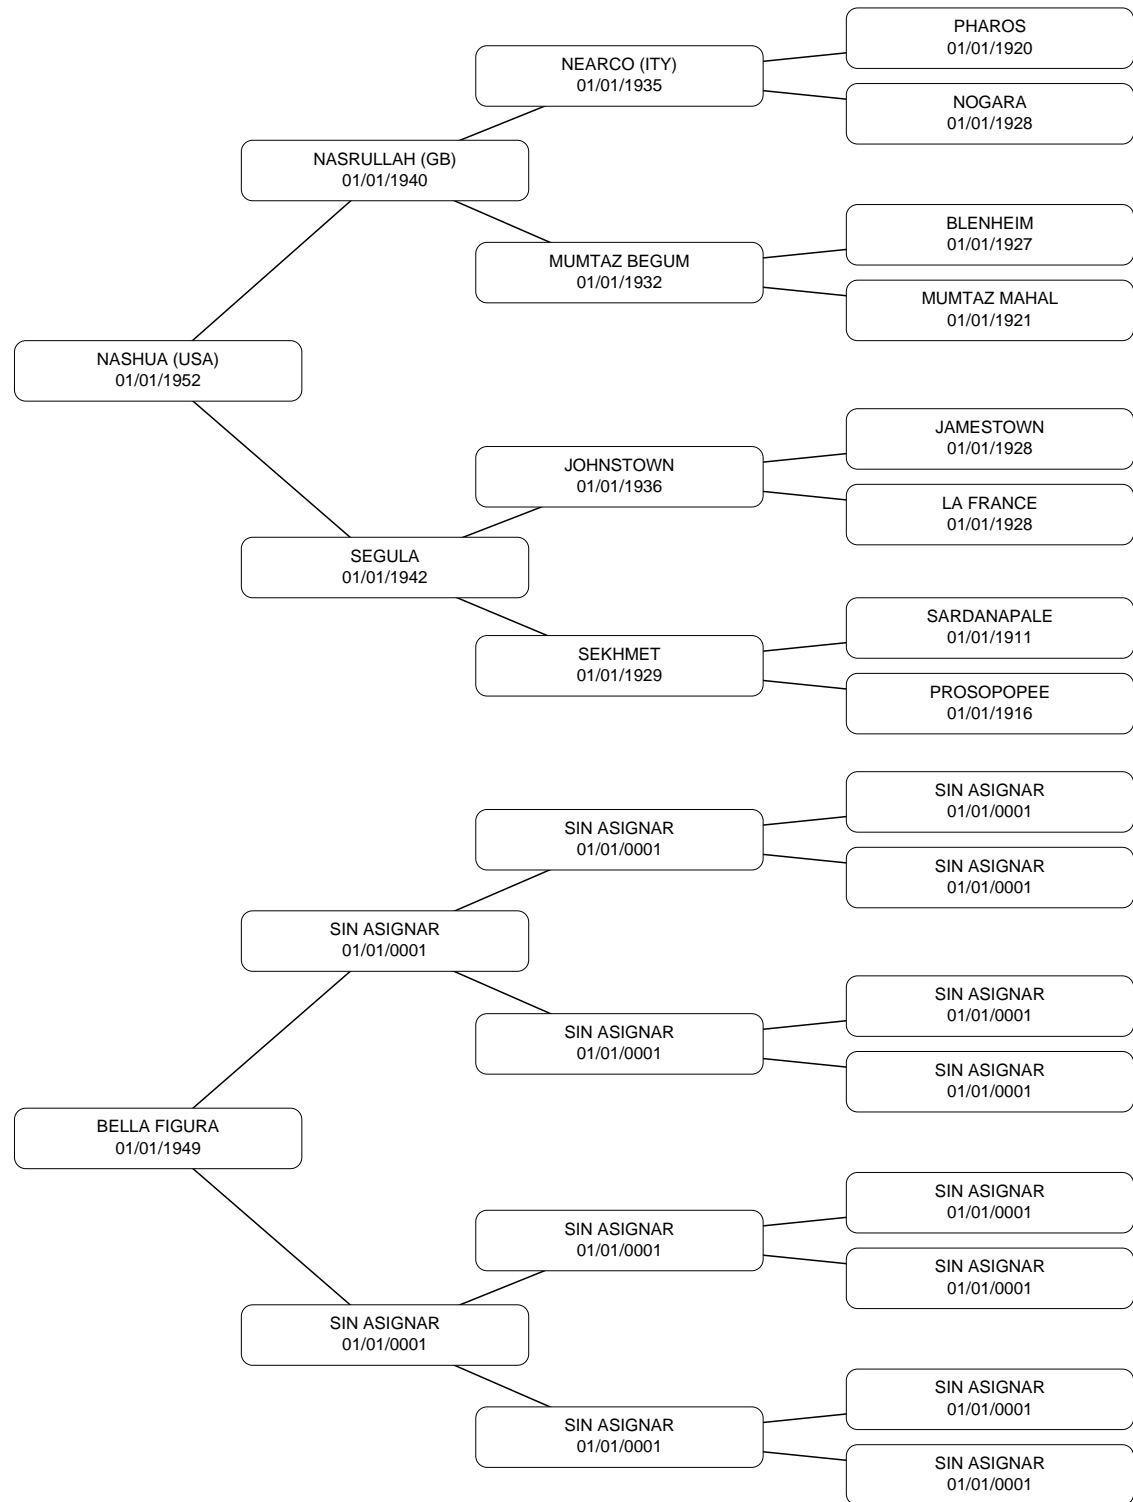 PHAROS
01/01/1920
NEARCO (ITY)
01/01/1935
NOGARA
01/01/1928
NASRULLAH (GB)
01/01/1940
BLENHEIM
01/01/1927
MUMTAZ BEGUM
01/01/1932
MUMTAZ MAHAL
01/01/1921
NASHUA (USA)
01/01/1952
JAMESTOWN
01/01/1928
JOHNSTOWN
01/01/1936
LA FRANCE
01/01/1928
SEGULA
01/01/1942
SARDANAPALE
01/01/1911
SEKHMET
01/01/1929
PROSOPOPEE
01/01/1916
SIN ASIGNAR
01/01/0001
SIN ASIGNAR
01/01/0001
SIN ASIGNAR
01/01/0001
SIN ASIGNAR
01/01/0001
SIN ASIGNAR
01/01/0001
SIN ASIGNAR
01/01/0001
SIN ASIGNAR
01/01/0001
BELLA FIGURA
01/01/1949
SIN ASIGNAR
01/01/0001
SIN ASIGNAR
01/01/0001
SIN ASIGNAR
01/01/0001
SIN ASIGNAR
01/01/0001
SIN ASIGNAR
01/01/0001
SIN ASIGNAR
01/01/0001
SIN ASIGNAR
01/01/0001